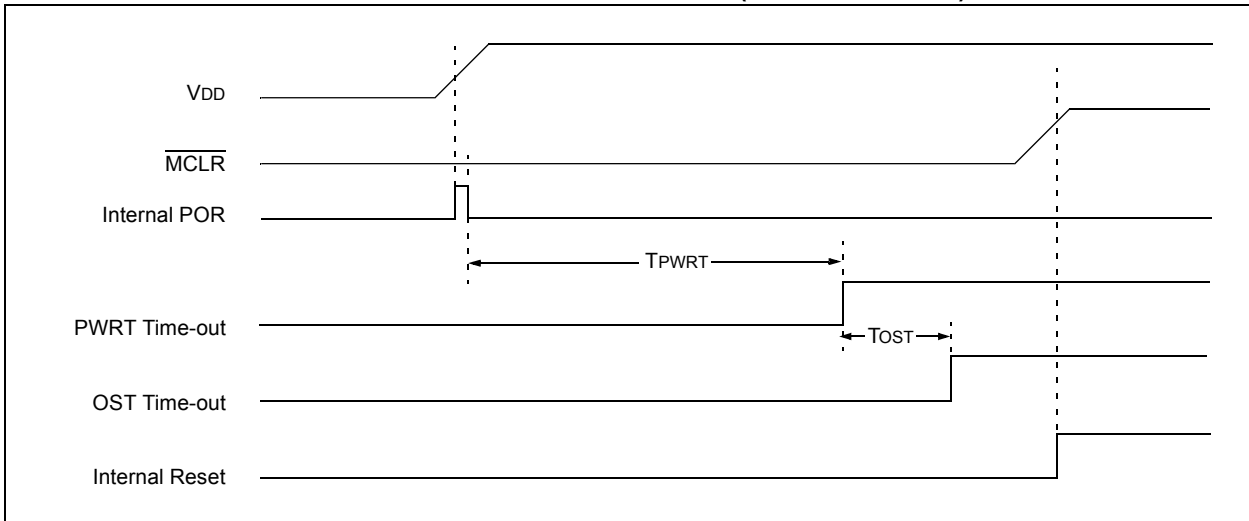 VDD
MCLR
Internal POR
TPWRT
PWRT Time-out
TOST
OST Time-out
Internal Reset